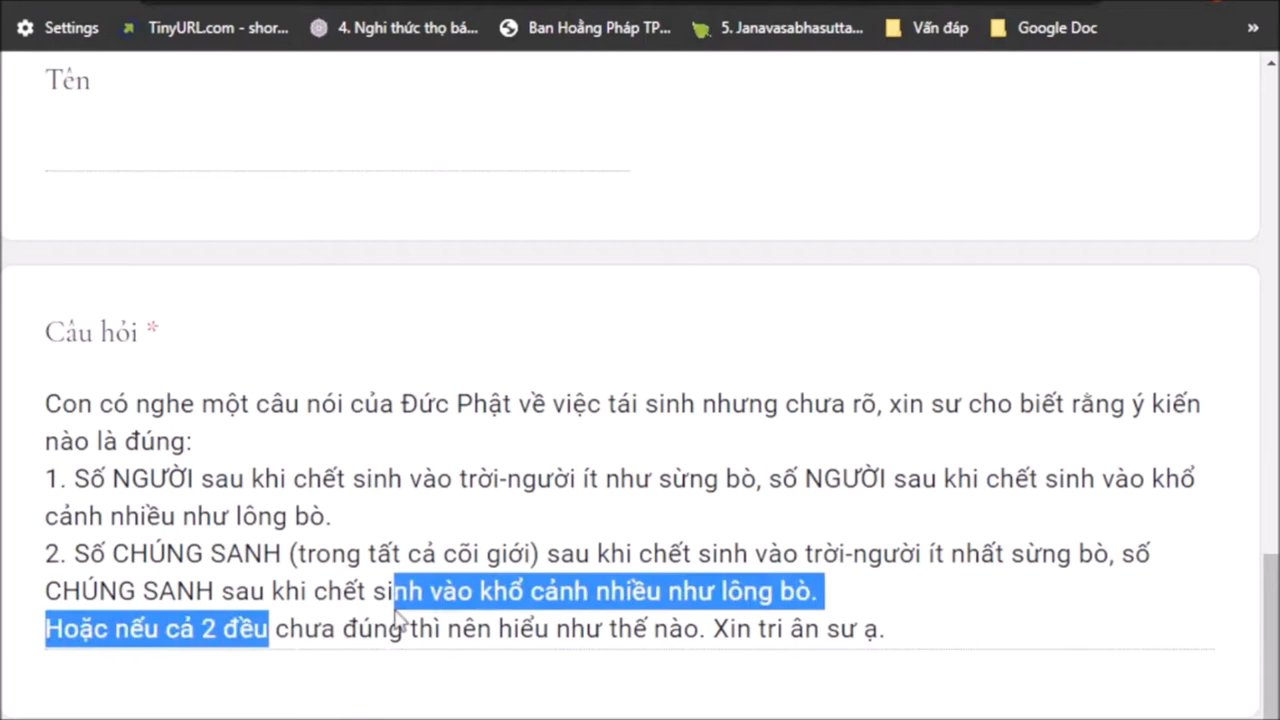 Settings TinyURL.com - shor... 4. Nghi thức thọ bá... Ban Hoằng Pháp TP... 5. Janavasabhasutta... Vấn đáp Google Doc »
Tên
Câu hỏi *
Con có nghe một câu nói của Đức Phật về việc tái sinh nhưng chưa rõ, xin sư cho biết rằng ý kiến
nào là đúng:
1. Số NGƯỜI sau khi chết sinh vào trời-người ít như sừng bò, số NGƯỜI sau khi chết sinh vào khổ
cảnh nhiều như lông bò.
2. Số CHÚNG SANH (trong tất cả cõi giới) sau khi chết sinh vào trời-người ít nhất sừng bò, số
CHÚNG SANH sau khi chết sinh vào khổ cảnh nhiều như lông bò.
Hoặc nếu cả 2 đều chưa đúng thì nên hiểu như thế nào. Xin tri ân sư ạ.